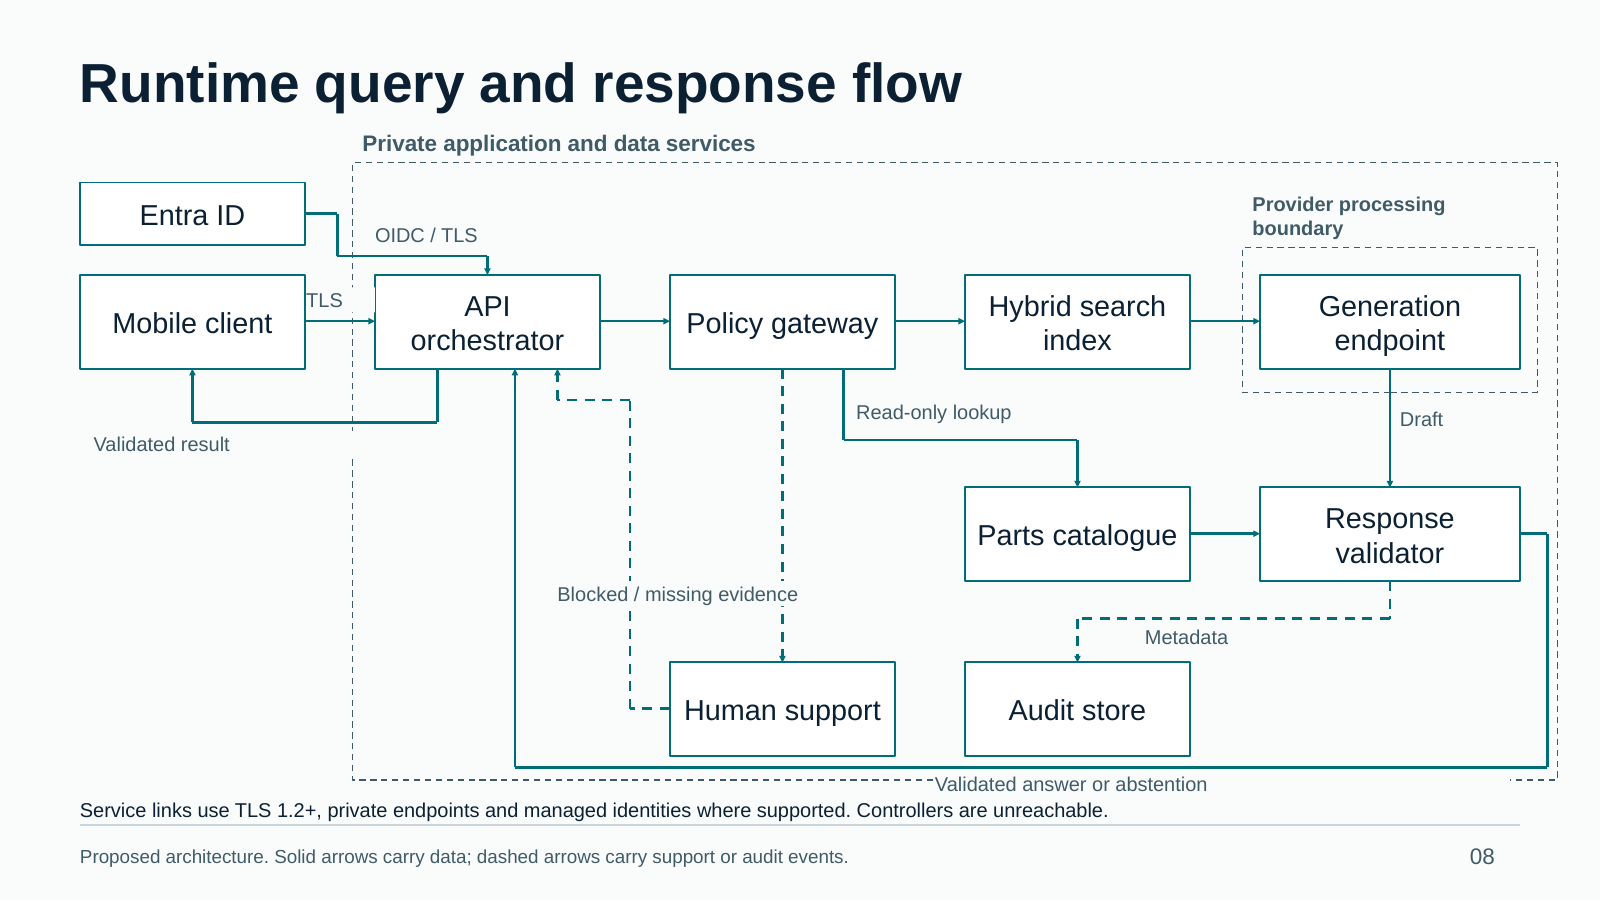 Runtime query and response flow
Private application and data services
Provider processing
boundary
Entra ID
OIDC / TLS
Mobile client
TLS
API
orchestrator
Policy gateway
Hybrid search
index
Generation
endpoint
Read-only lookup
Draft
Validated result
Parts catalogue
Response
validator
Blocked / missing evidence
Metadata
Human support
Audit store
Validated answer or abstention
Service links use TLS 1.2+, private endpoints and managed identities where supported. Controllers are unreachable.
Proposed architecture. Solid arrows carry data; dashed arrows carry support or audit events.
08